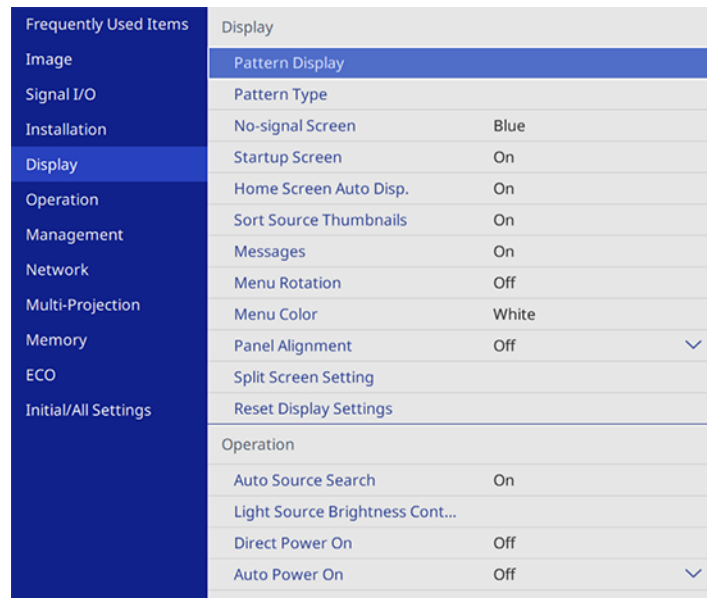 Frequently Used Items
Image
Signal I/O
Installation
Display
Operation
Management
Network
Multi-Projection
Memory
ECO
Initial/All Settings
Display
Pattern Display
Pattern Type
No-signal Screen Blue
Startup Screen On
Home Screen Auto Disp. On
Sort Source Thumbnails On
Messages On
Menu Rotation Off
Menu Color White
Panel Alignment Off
Split Screen Setting
Reset Display Settings
Operation
Auto Source Search On
Light Source Brightness Cont...
Direct Power On Off
Auto Power On Off